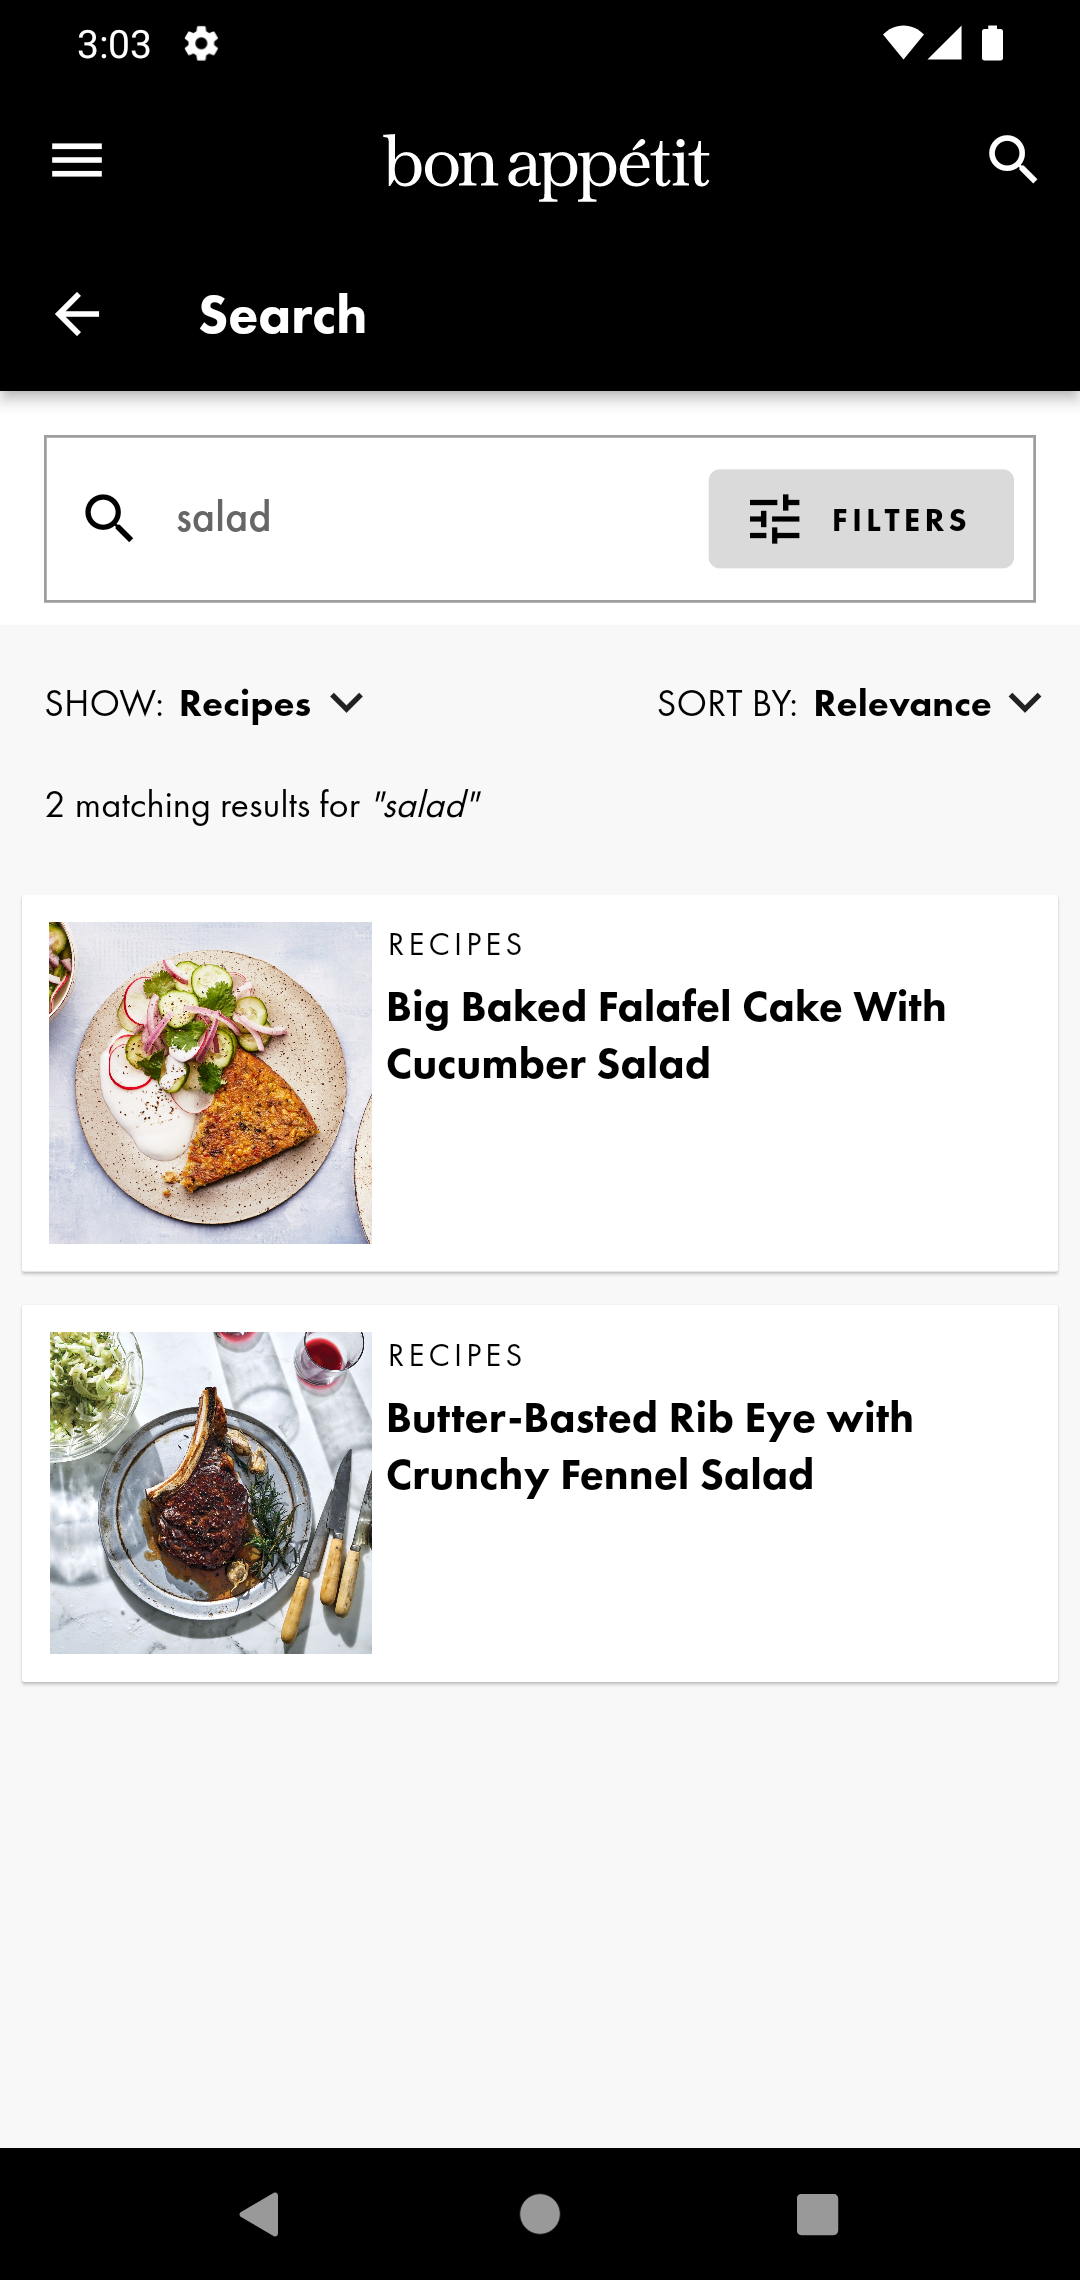 3:03
bon appétit
Search
salad
FILTERS
SHOW: Recipes
SORT BY: Relevance
2 matching results for "salad"
RECIPES
Big Baked Falafel Cake With
Cucumber Salad
RECIPES
Butter-Basted Rib Eye with
Crunchy Fennel Salad